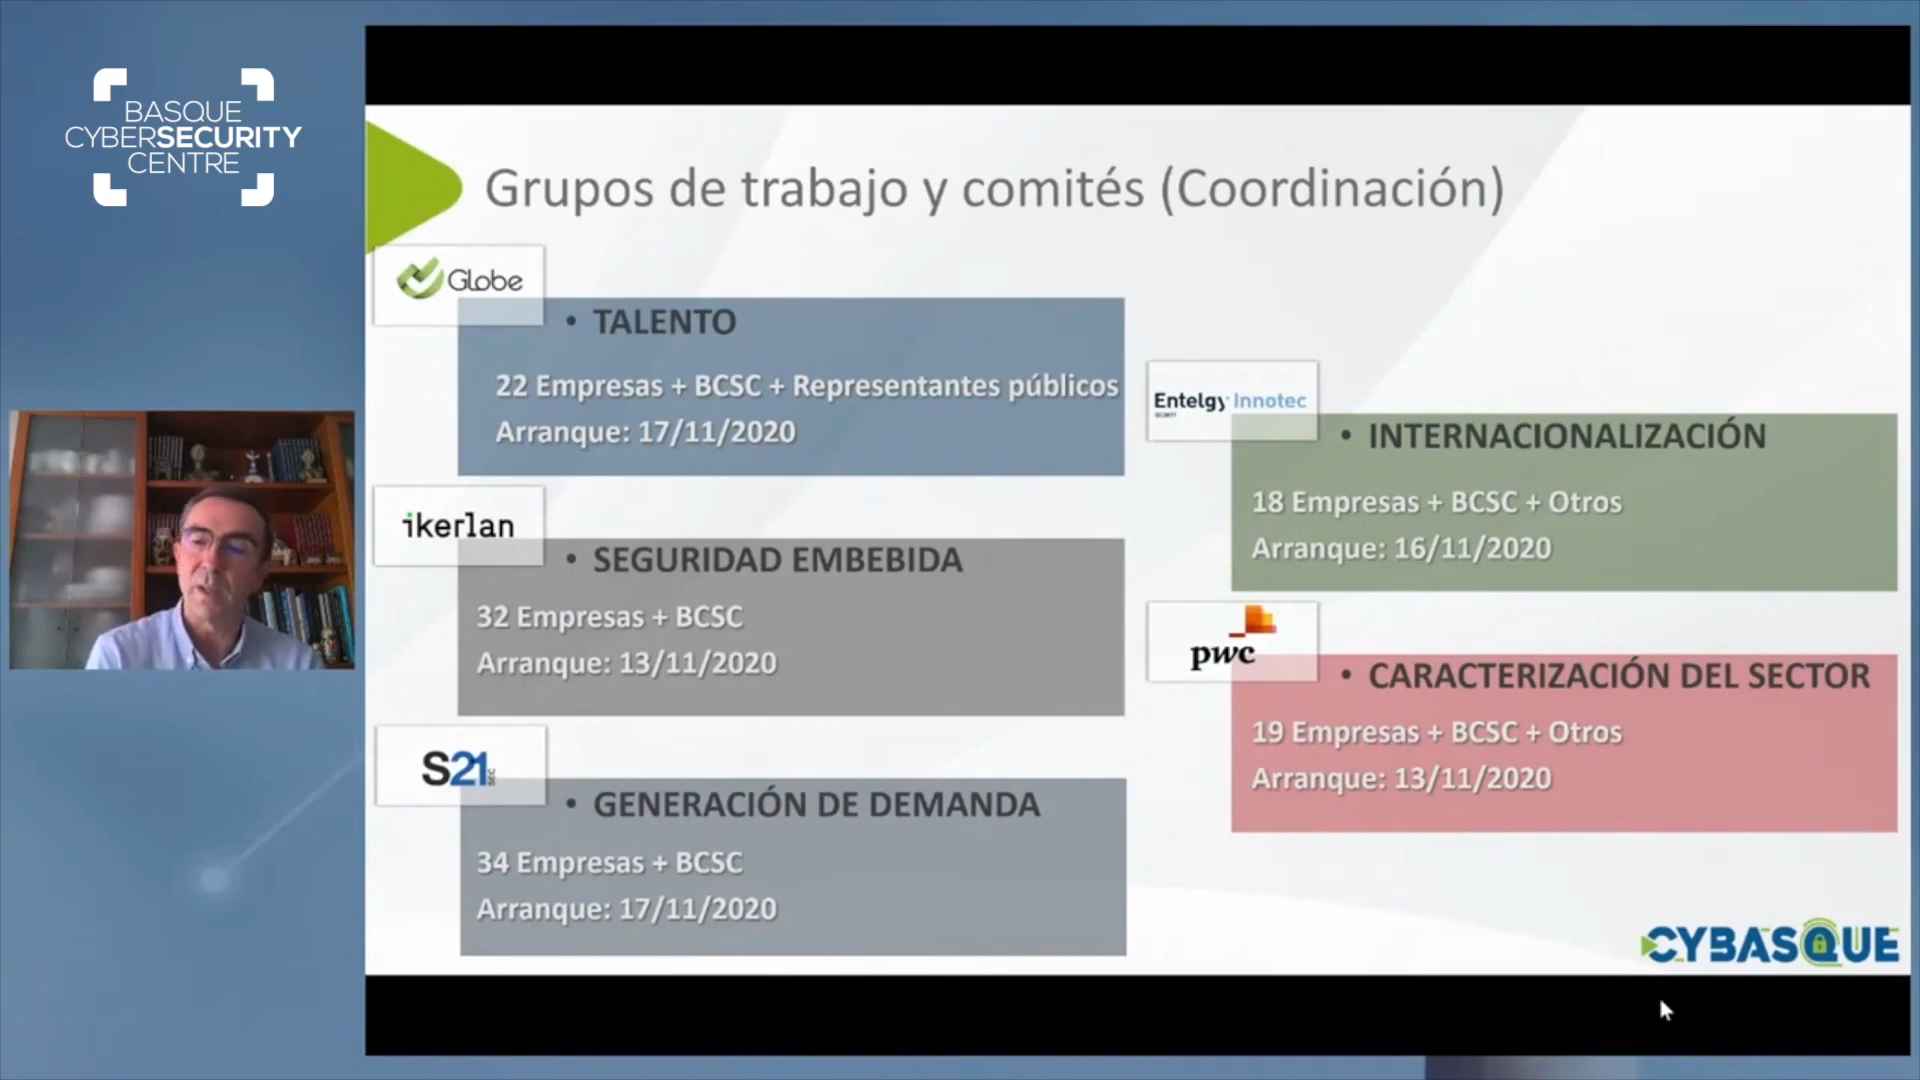 BASQUE
CYBERSECURITY
CENTRE
Grupos de trabajo y comités (Coordinación)
Globe
• TALENTO
22 Empresas + BCSC + Representantes públicos
Arranque: 17/11/2020
ikerlan
• SEGURIDAD EMBEBIDA
32 Empresas + BCSC
Arranque: 13/11/2020
S21 SEC
• GENERACIÓN DE DEMANDA
34 Empresas + BCSC
Arranque: 17/11/2020
Entelgy Innotec
• INTERNACIONALIZACIÓN
18 Empresas + BCSC + Otros
Arranque: 16/11/2020
pwc
• CARACTERIZACIÓN DEL SECTOR
19 Empresas + BCSC + Otros
Arranque: 13/11/2020
CYBASQUE